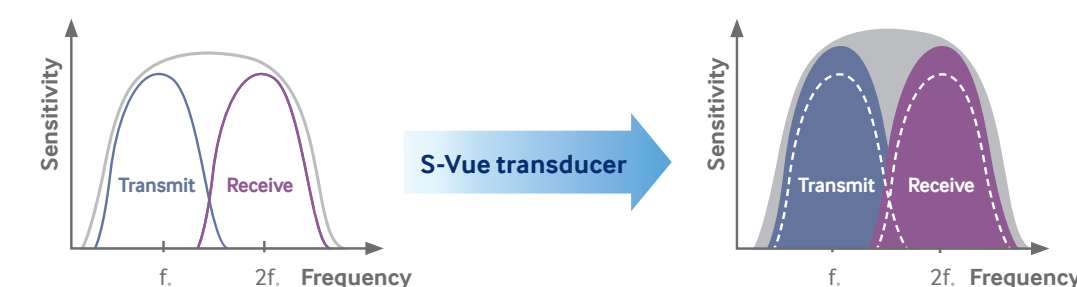 Sensitivity
Transmit
Receive
f。
2f。
Frequency
S-Vue transducer
Sensitivity
Transmit
Receive
f。
2f。
Frequency